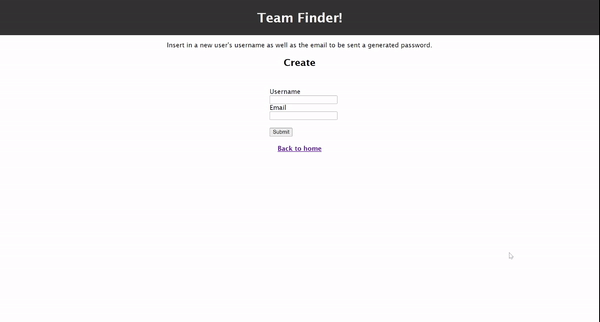 Team Finder!
Insert in a new user's username as well as the email to be sent a generated password.
Create
Username
Email
Submit
Back to home